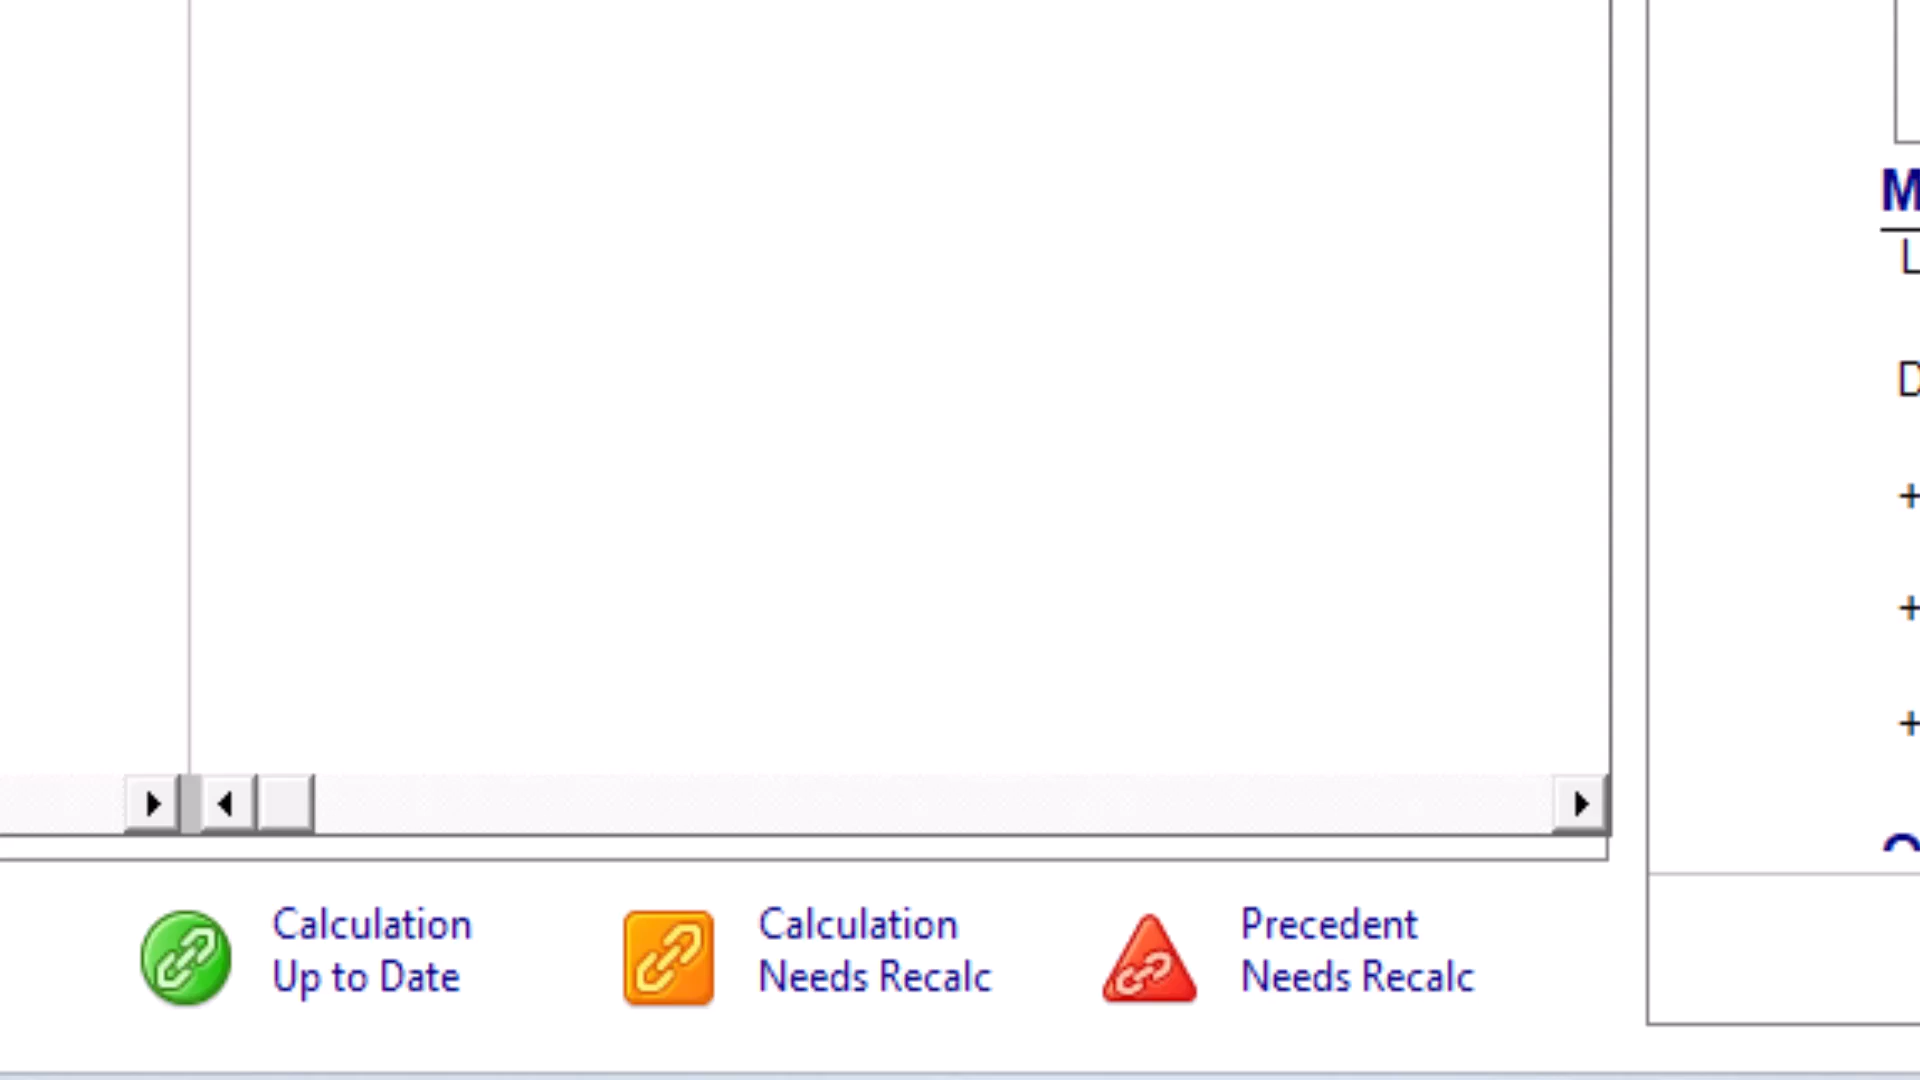 M
L
D
+
+
+
Calculation
Up to Date
Calculation
Needs Recalc
Precedent
Needs Recalc